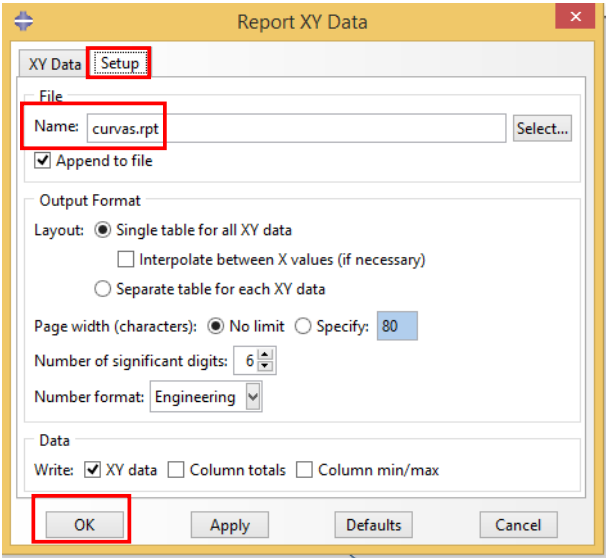 Report XY Data
XY Data Setup
File
Name: curvas.rpt Select...
Append to file
Output Format
Layout: Single table for all XY data
Interpolate between X values (if necessary)
Separate table for each XY data
Page width (characters): No limit Specify: 80
Number of significant digits: 6
Number format: Engineering
Data
Write: XY data Column totals Column min/max
OK Apply Defaults Cancel